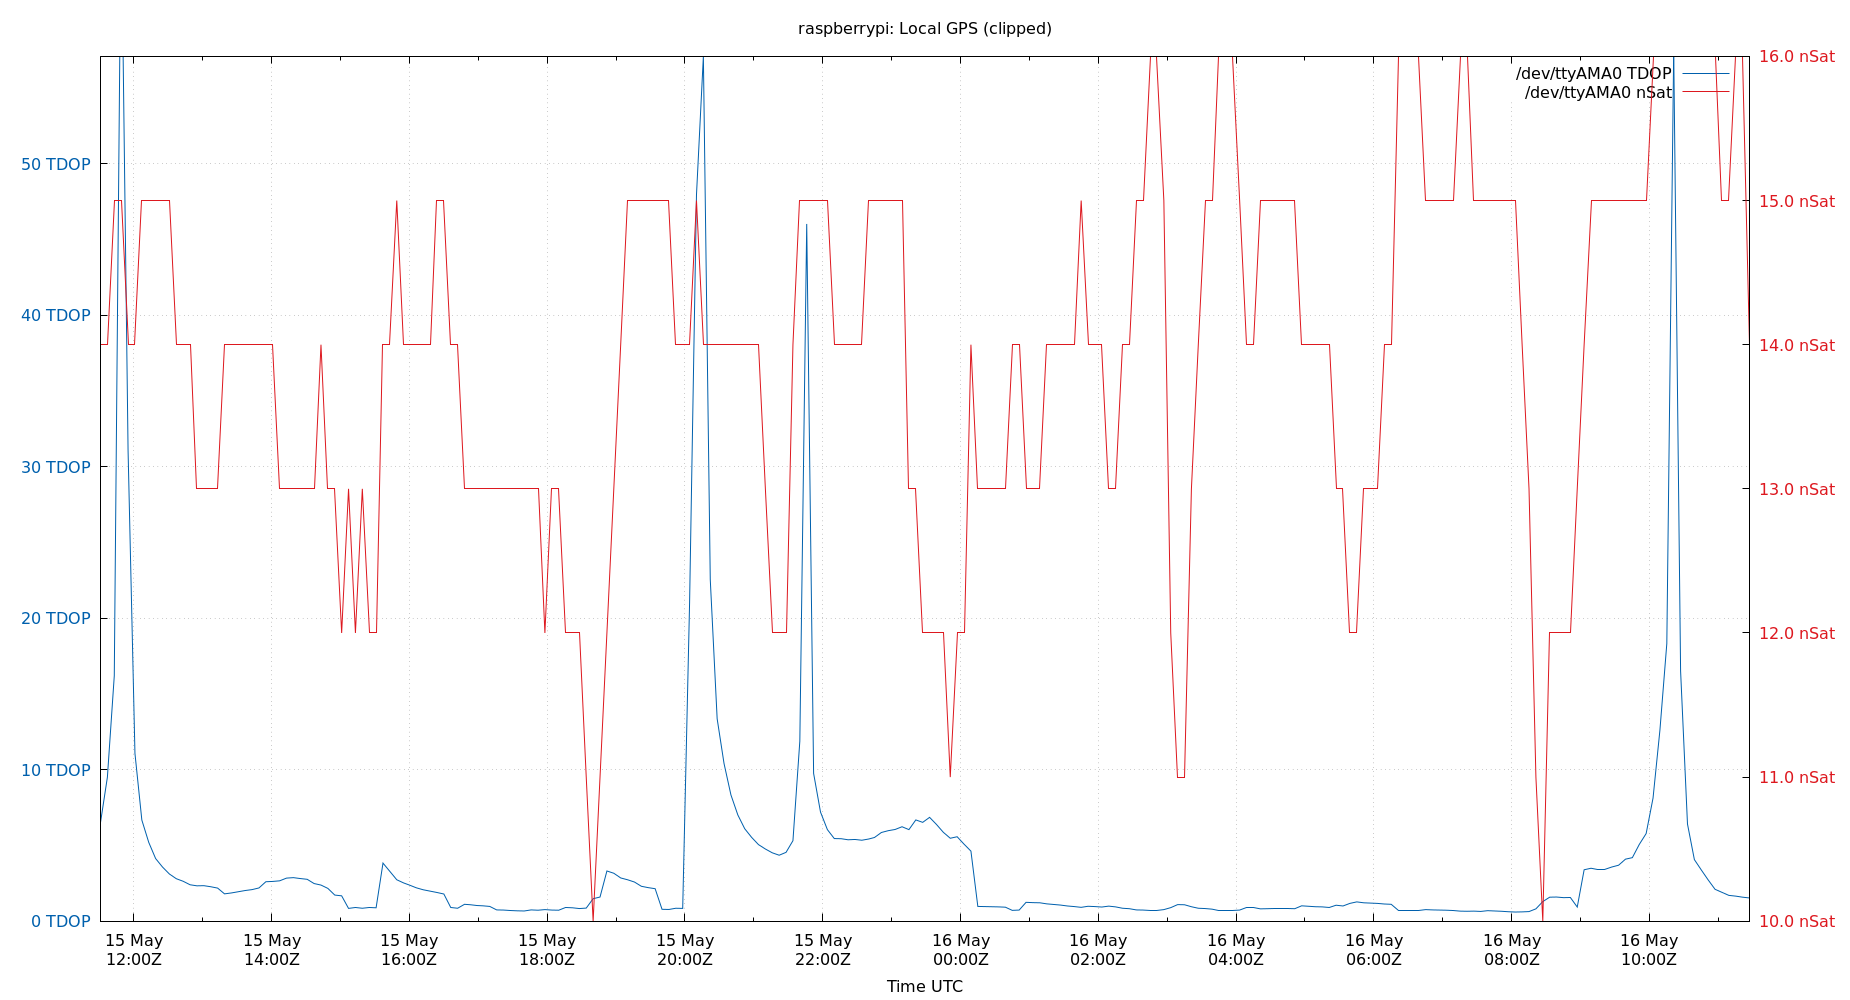 raspberrypi: Local GPS (clipped)
16.0 nSat
/dev/ttyAMA0 TDOP
/dev/ttyAMA0 nSat
50 TDOP
15.0 nSat
40 TDOP
14.0 nSat
30 TDOP
13.0 nSat
20 TDOP
12.0 nSat
10 TDOP
11.0 nSat
0 TDOP
10.0 nSat
15 May 15 May 15 May 15 May 15 May 15 May 16 May 16 May 16 May 16 May 16 May 16 May
12:00Z 14:00Z 16:00Z 18:00Z 20:00Z 22:00Z 00:00Z 02:00Z 04:00Z 06:00Z 08:00Z 10:00Z
Time UTC